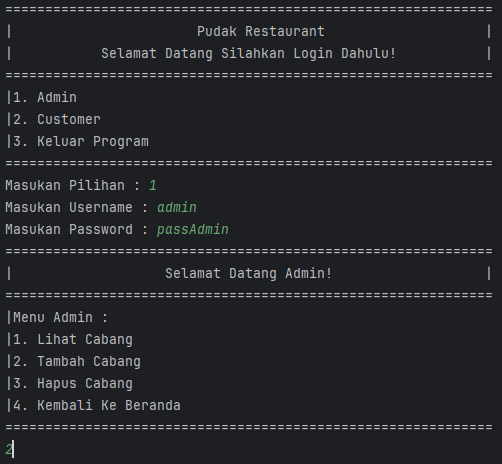 =============================================================
| Pudak Restaurant |
| Selamat Datang Silahkan Login Dahulu! |
=============================================================
|1. Admin
|2. Customer
|3. Keluar Program
=============================================================
Masukan Pilihan : 1
Masukan Username : admin
Masukan Password : passAdmin
=============================================================
| Selamat Datang Admin! |
=============================================================
|Menu Admin :
|1. Lihat Cabang
|2. Tambah Cabang
|3. Hapus Cabang
|4. Kembali Ke Beranda
=============================================================
2